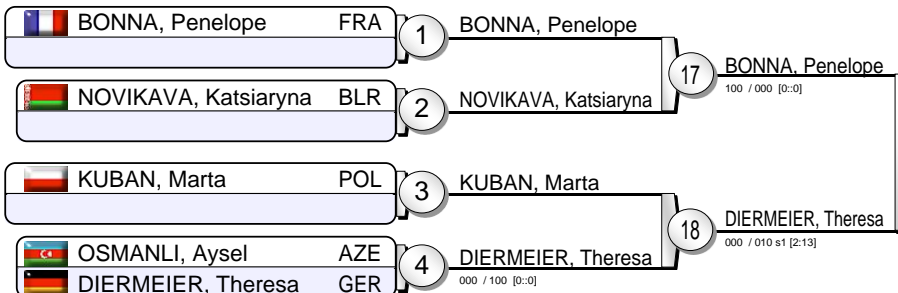 BONNA, Penelope FRA
1
BONNA, Penelope
17
BONNA, Penelope
100 / 000 [0::0]
NOVIKAVA, Katsiaryna BLR
2
NOVIKAVA, Katsiaryna
KUBAN, Marta POL
3
KUBAN, Marta
18
DIERMEIER, Theresa
000 / 010 s1 [2:13]
OSMANLI, Aysel AZE
4
DIERMEIER, Theresa
000 / 100 [0::0]
DIERMEIER, Theresa GER